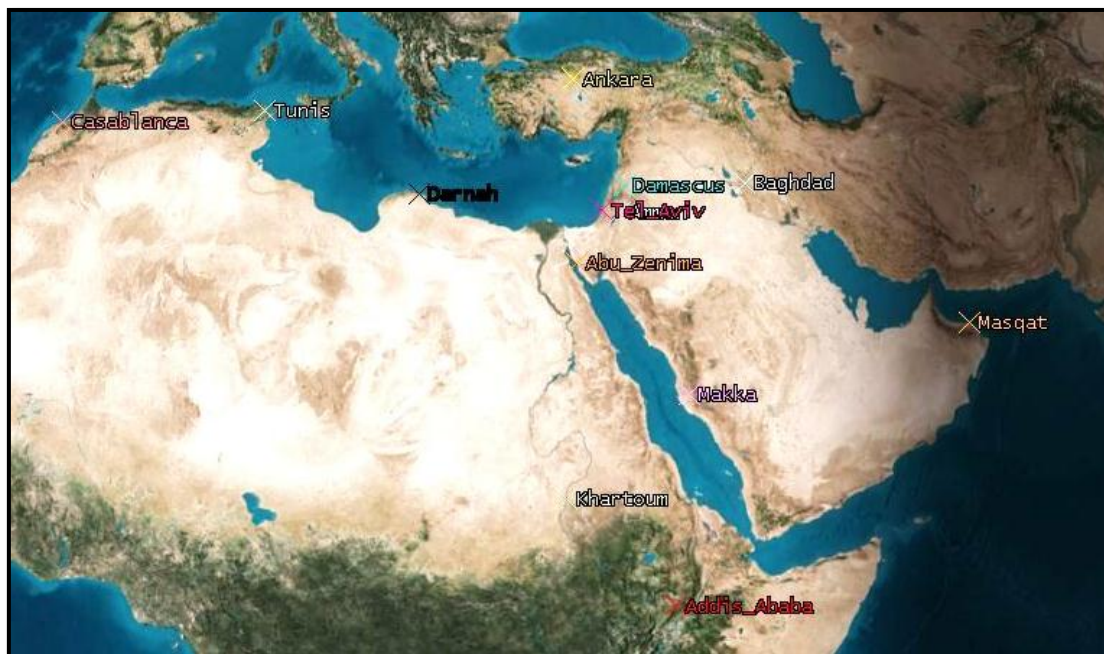 Ankara
Tunis
Casablanca
Damascus
Baghdad
Darnah
Tel_Aviv
Abu_Zenima
Masqat
Makka
Khartoum
Addis_Ababa